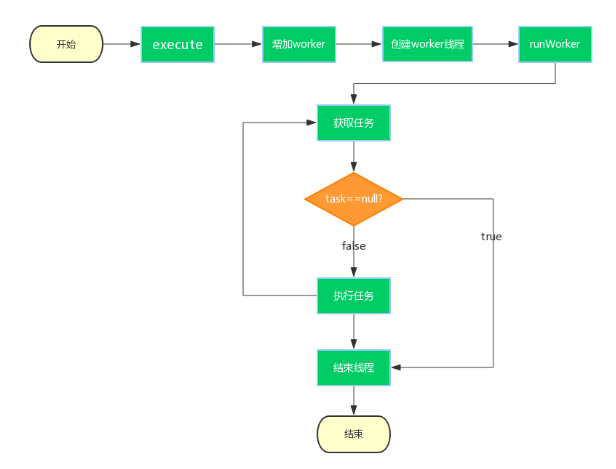 开始
execute
增加worker
创建worker线程
runWorker
获取任务
task==null?
true
false
执行任务
结束线程
结束